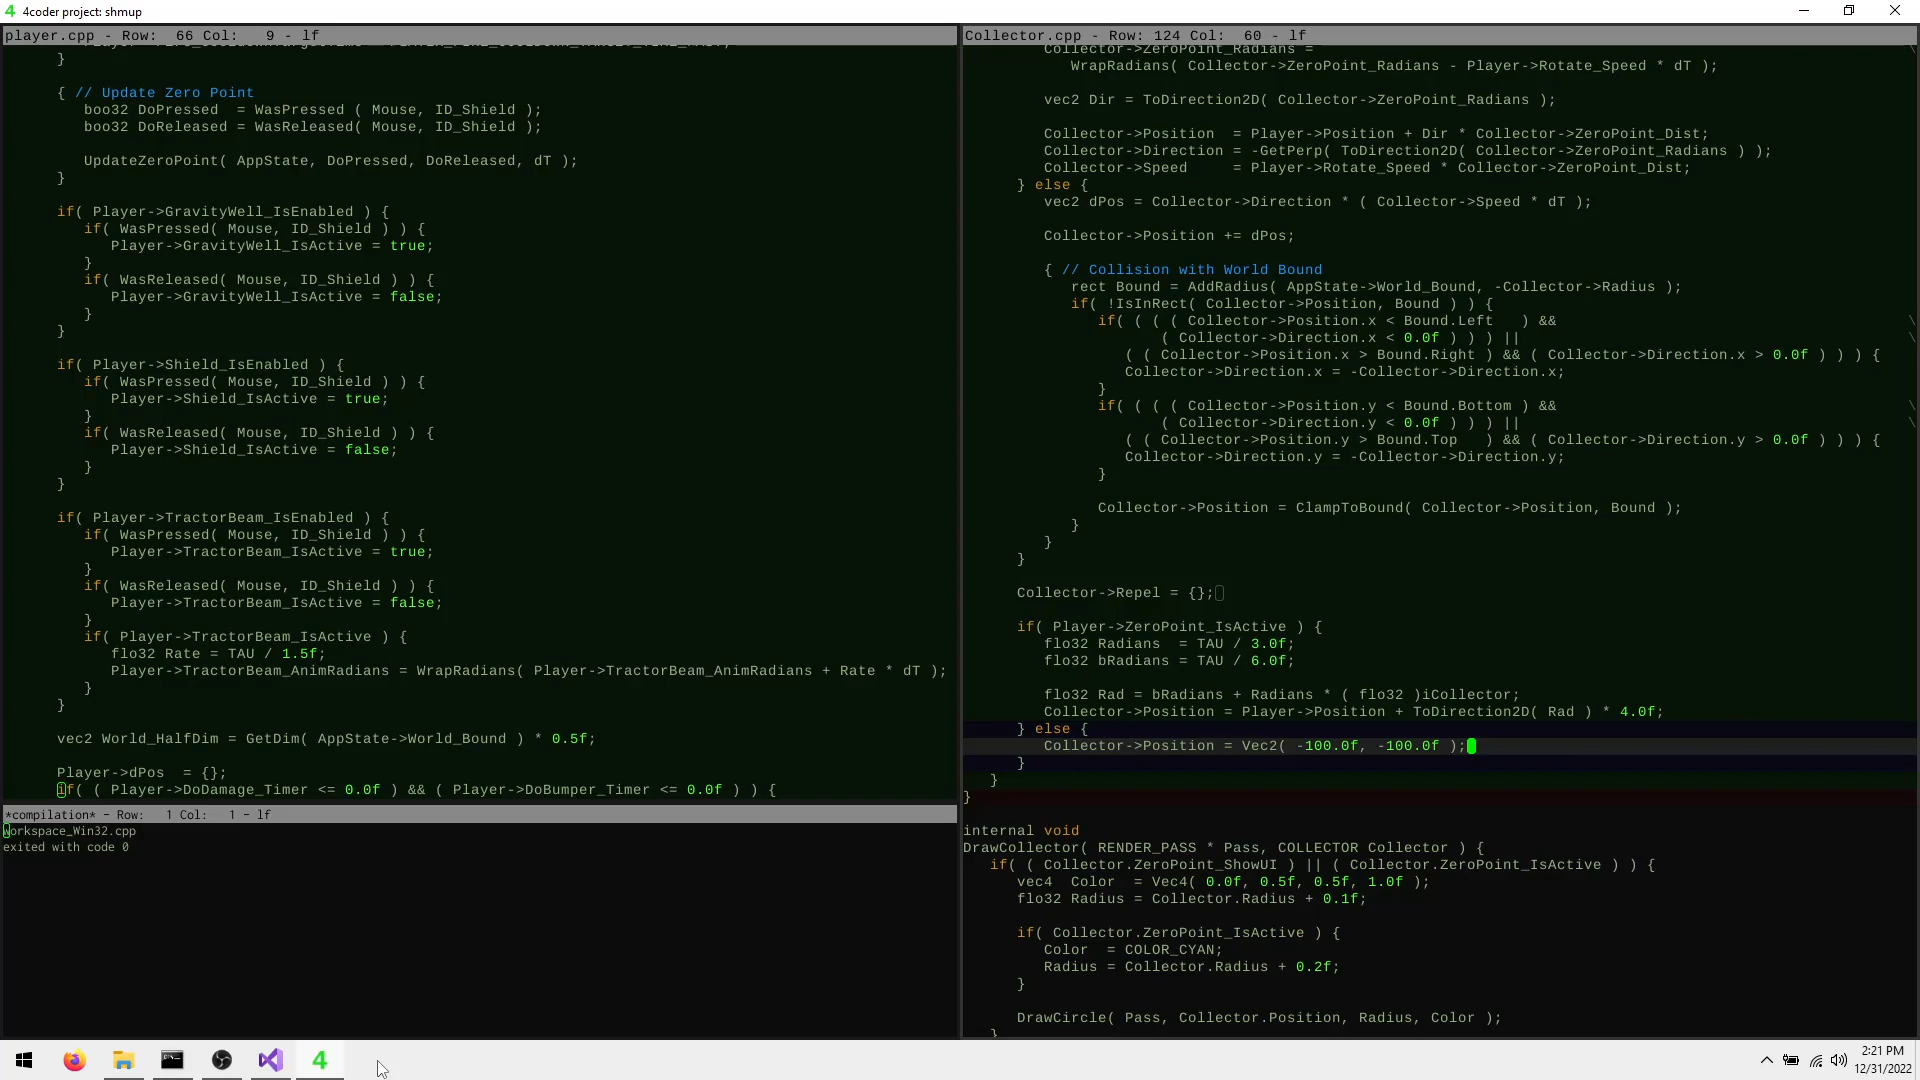 4 4coder project: shmup
player.cpp - Row:  66 Col:   9 - lf
}
{ // Update Zero Point
boo32 DoPressed  = WasPressed ( Mouse, ID_Shield );
boo32 DoReleased = WasReleased( Mouse, ID_Shield );
UpdateZeroPoint( AppState, DoPressed, DoReleased, dT );
}
if( Player->GravityWell_IsEnabled ) {
if( WasPressed( Mouse, ID_Shield ) ) {
Player->GravityWell_IsActive = true;
}
if( WasReleased( Mouse, ID_Shield ) ) {
Player->GravityWell_IsActive = false;
}
}
if( Player->Shield_IsEnabled ) {
if( WasPressed( Mouse, ID_Shield ) ) {
Player->Shield_IsActive = true;
}
if( WasReleased( Mouse, ID_Shield ) ) {
Player->Shield_IsActive = false;
}
}
if( Player->TractorBeam_IsEnabled ) {
if( WasPressed( Mouse, ID_Shield ) ) {
Player->TractorBeam_IsActive = true;
}
if( WasReleased( Mouse, ID_Shield ) ) {
Player->TractorBeam_IsActive = false;
}
if( Player->TractorBeam_IsActive ) {
flo32 Rate = TAU / 1.5f;
Player->TractorBeam_AnimRadians = WrapRadians( Player->TractorBeam_AnimRadians + Rate * dT );
}
}
vec2 World_HalfDim = GetDim( AppState->World_Bound ) * 0.5f;
Player->dPos  = {};
if( ( Player->DoDamage_Timer <= 0.0f ) && ( Player->DoBumper_Timer <= 0.0f ) ) {
*compilation* - Row:   1 Col:   1 - lf
workspace_Win32.cpp
exited with code 0
Collector.cpp - Row: 124 Col:  60 - lf
Collector->ZeroPoint_Radians = \
WrapRadians( Collector->ZeroPoint_Radians - Player->Rotate_Speed * dT );
vec2 Dir = ToDirection2D( Collector->ZeroPoint_Radians );
Collector->Position  = Player->Position + Dir * Collector->ZeroPoint_Dist;
Collector->Direction = -GetPerp( ToDirection2D( Collector->ZeroPoint_Radians ) );
Collector->Speed     = Player->Rotate_Speed * Collector->ZeroPoint_Dist;
} else {
vec2 dPos = Collector->Direction * ( Collector->Speed * dT );
Collector->Position += dPos;
{ // Collision with World Bound
rect Bound = AddRadius( AppState->World_Bound, -Collector->Radius );
if( !IsInRect( Collector->Position, Bound ) ) {
if( ( ( ( Collector->Position.x < Bound.Left   ) && \
( Collector->Direction.x < 0.0f ) ) ) || \
( ( Collector->Position.x > Bound.Right ) && ( Collector->Direction.x > 0.0f ) ) ) {
Collector->Direction.x = -Collector->Direction.x;
}
if( ( ( ( Collector->Position.y < Bound.Bottom ) && \
( Collector->Direction.y < 0.0f ) ) ) || \
( ( Collector->Position.y > Bound.Top   ) && ( Collector->Direction.y > 0.0f ) ) ) {
Collector->Direction.y = -Collector->Direction.y;
}
Collector->Position = ClampToBound( Collector->Position, Bound );
}
}
}
Collector->Repel = {};
if( Player->ZeroPoint_IsActive ) {
flo32 Radians  = TAU / 3.0f;
flo32 bRadians = TAU / 6.0f;
flo32 Rad = bRadians + Radians * ( flo32 )iCollector;
Collector->Position = Player->Position + ToDirection2D( Rad ) * 4.0f;
} else {
Collector->Position = Vec2( -100.0f, -100.0f );
}
}
}
internal void
DrawCollector( RENDER_PASS * Pass, COLLECTOR Collector ) {
if( ( Collector.ZeroPoint_ShowUI ) || ( Collector.ZeroPoint_IsActive ) ) {
vec4  Color  = Vec4( 0.0f, 0.5f, 0.5f, 1.0f );
flo32 Radius = Collector.Radius + 0.1f;
if( Collector.ZeroPoint_IsActive ) {
Color  = COLOR_CYAN;
Radius = Collector.Radius + 0.2f;
}
DrawCircle( Pass, Collector.Position, Radius, Color );
}
4
2:21 PM
12/31/2022